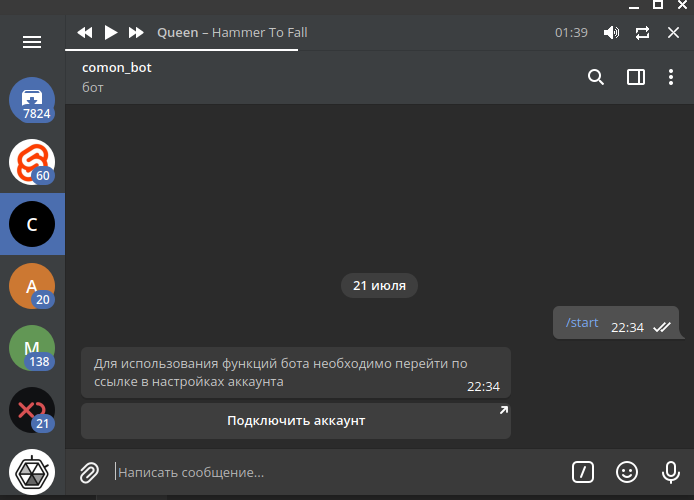 Queen – Hammer To Fall
01:39
comon_bot
бот
7824
60
C
A
20
M
138
21
21 июля
/start 22:34
Для использования функций бота необходимо перейти по
ссылке в настройках аккаунта
22:34
Подключить аккаунт
Написать сообщение...